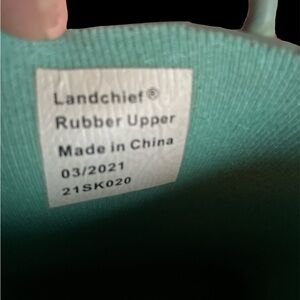 Landchief®
Rubber Upper
Made in China
03/2021
21SK020